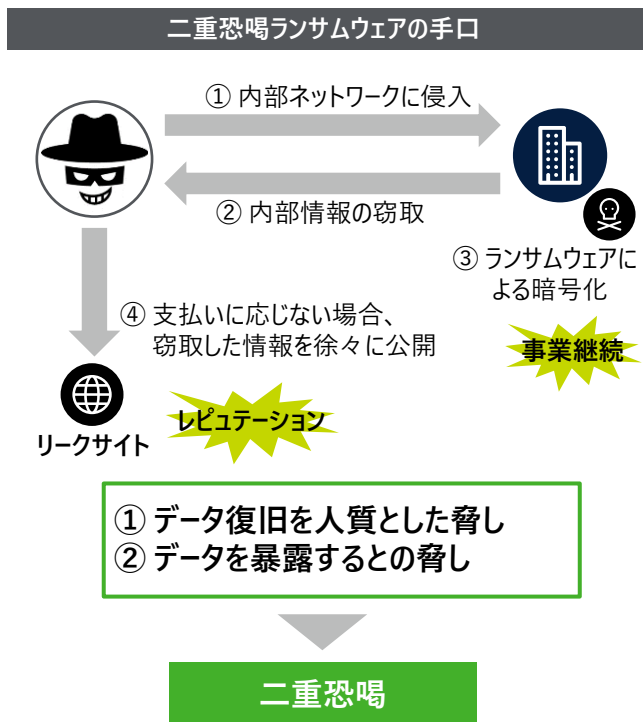 二重恐喝ランサムウェアの手口
① 内部ネットワークに侵入
② 内部情報の窃取
③ ランサムウェアに
よる暗号化
④ 支払いに応じない場合、
窃取した情報を徐々に公開
事業継続
レピュテーション
リークサイト
① データ復旧を人質とした脅し
② データを暴露するとの脅し
二重恐喝